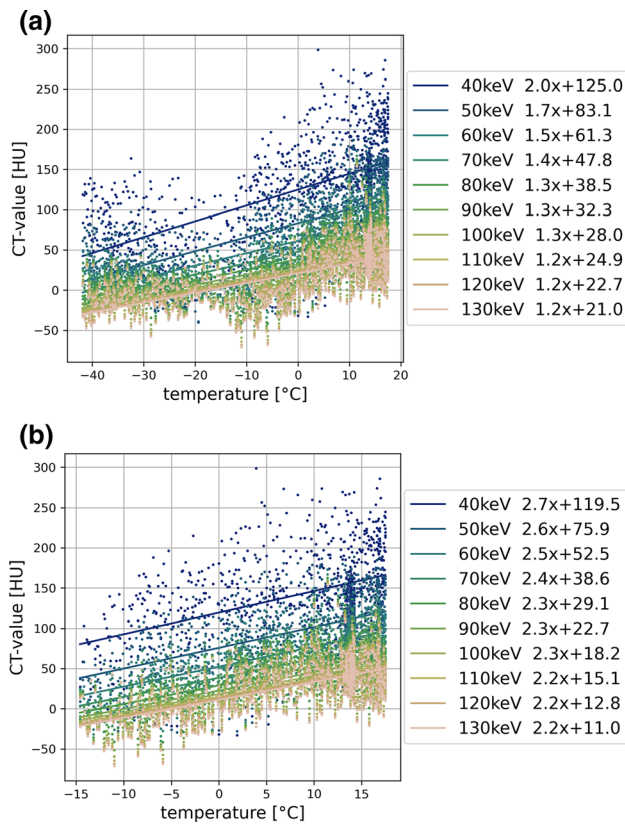 (a)
300
250
200
150
100
50
0
−50
CT-value [HU]
−40 −30 −20 −10 0 10 20
temperature [°C]
40keV 2.0x+125.0
50keV 1.7x+83.1
60keV 1.5x+61.3
70keV 1.4x+47.8
80keV 1.3x+38.5
90keV 1.3x+32.3
100keV 1.3x+28.0
110keV 1.2x+24.9
120keV 1.2x+22.7
130keV 1.2x+21.0
(b)
300
250
200
150
100
50
0
−50
CT-value [HU]
−15 −10 −5 0 5 10 15
temperature [°C]
40keV 2.7x+119.5
50keV 2.6x+75.9
60keV 2.5x+52.5
70keV 2.4x+38.6
80keV 2.3x+29.1
90keV 2.3x+22.7
100keV 2.3x+18.2
110keV 2.2x+15.1
120keV 2.2x+12.8
130keV 2.2x+11.0